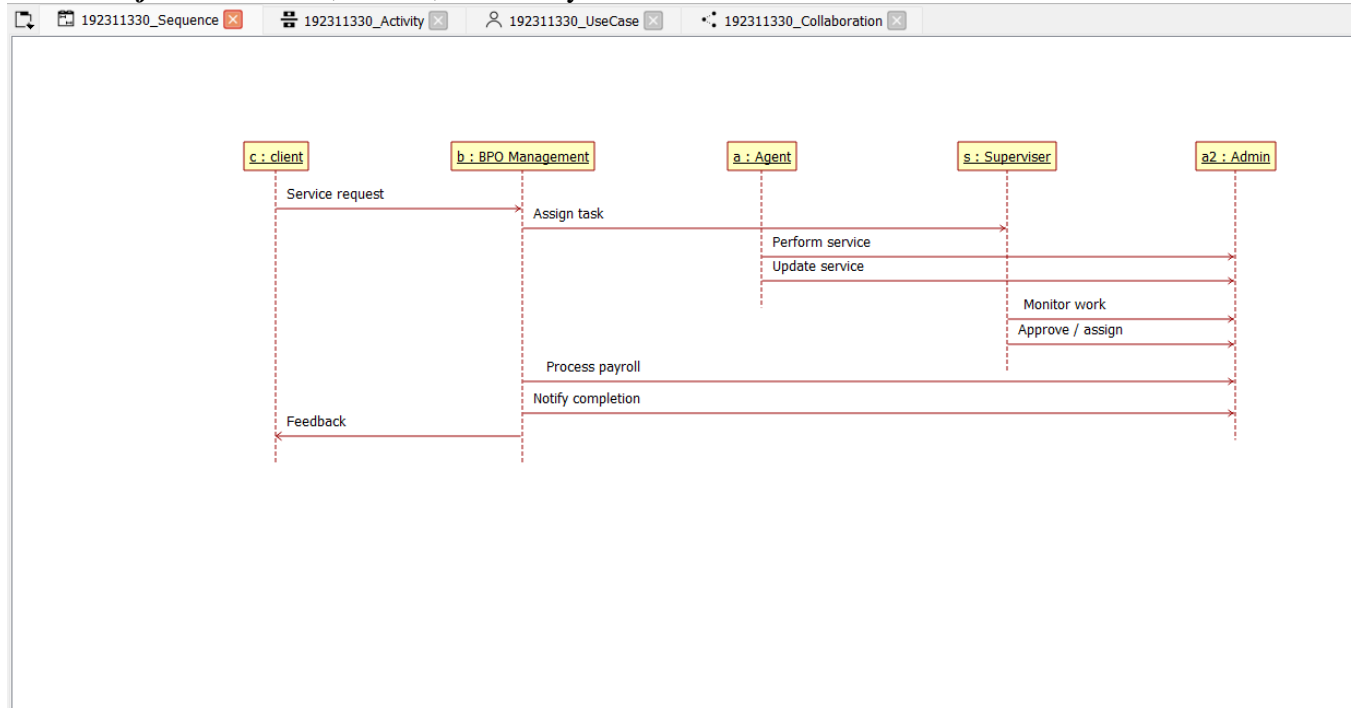 192311330_Sequence 192311330_Activity 192311330_UseCase 192311330_Collaboration
c : client b : BPO Management a : Agent s : Superviser a2 : Admin
Service request
Assign task
Perform service
Update service
Monitor work
Approve / assign
Process payroll
Notify completion
Feedback